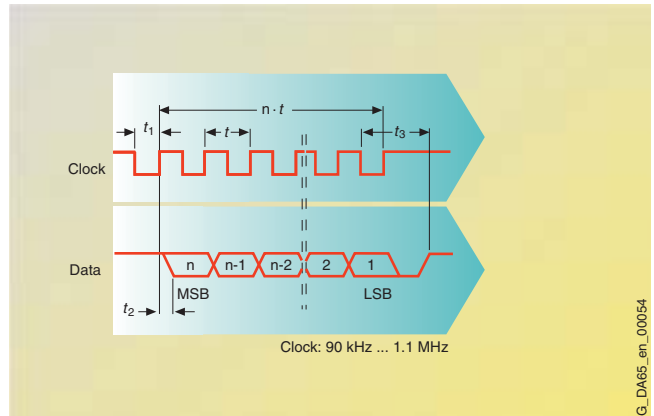 n · t
t1
t
t3
Clock
Data
n
n-1
n-2
2
1
MSB
LSB
t2
Clock: 90 kHz ... 1.1 MHz
G_DA65_en_00054